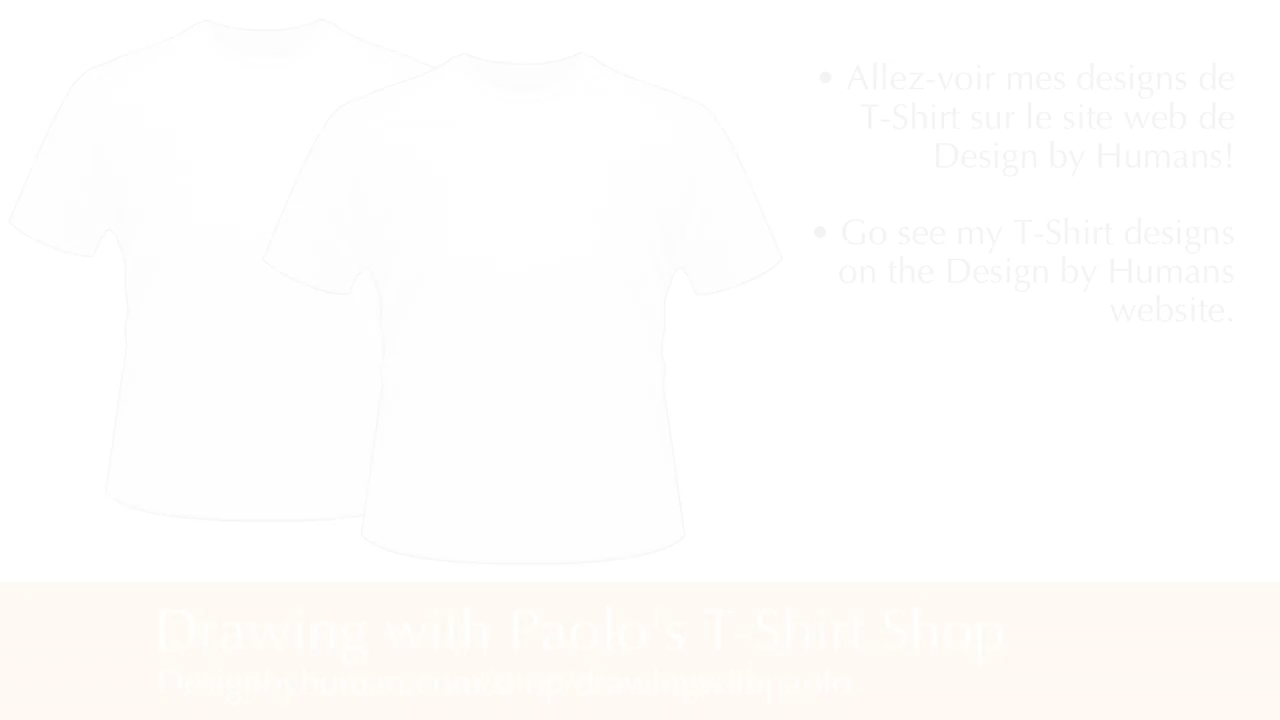 • Allez-voir mes designs de
T-Shirt sur le site web de
Design by Humans!
• Go see my T-Shirt designs
on the Design by Humans
website.
Drawing with Paolo's T-Shirt Shop